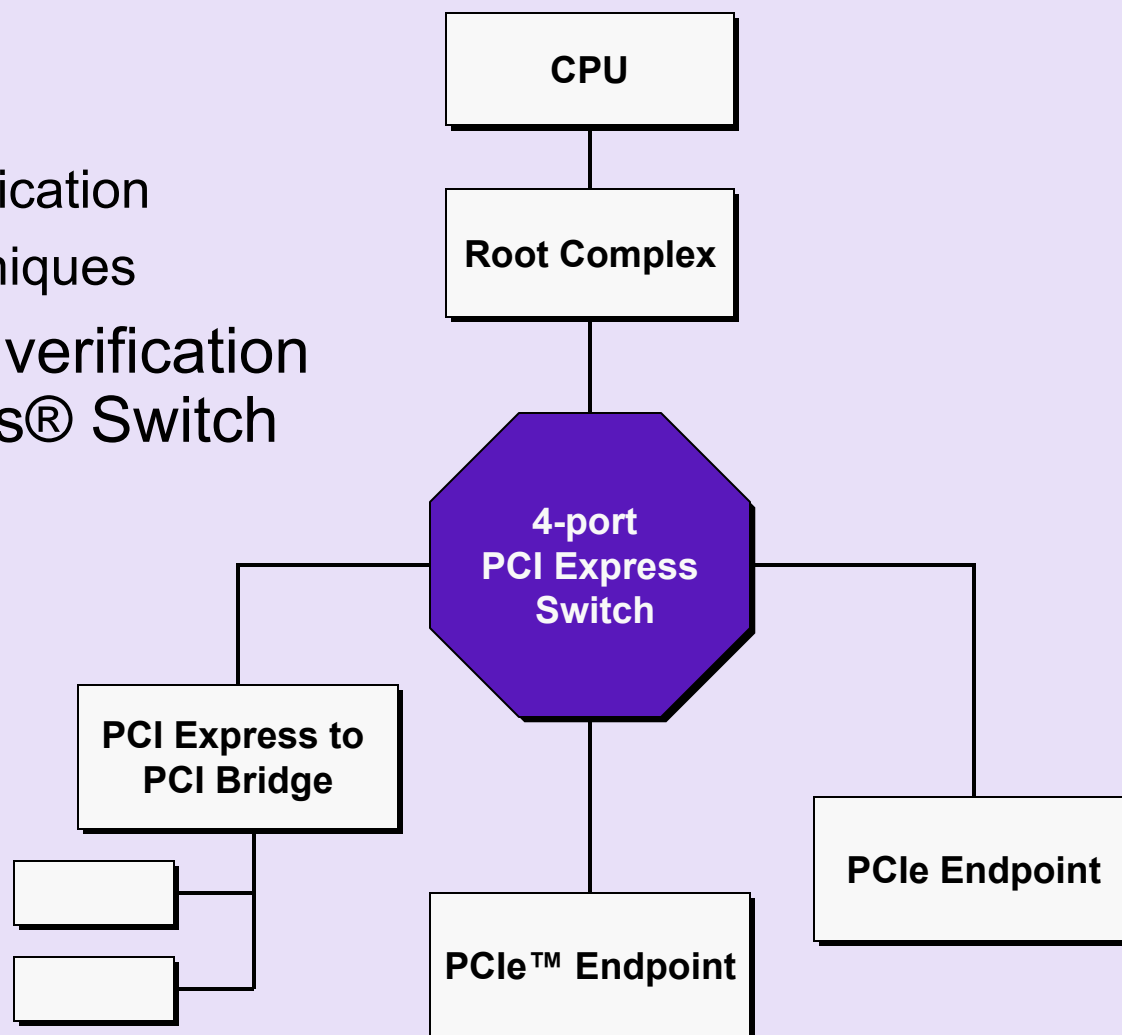 CPU
ication
Root Complex
niques
verification
s® Switch
4-port
PCI Express
Switch
PCI Express to
PCI Bridge
PCIe Endpoint
PCIe™ Endpoint